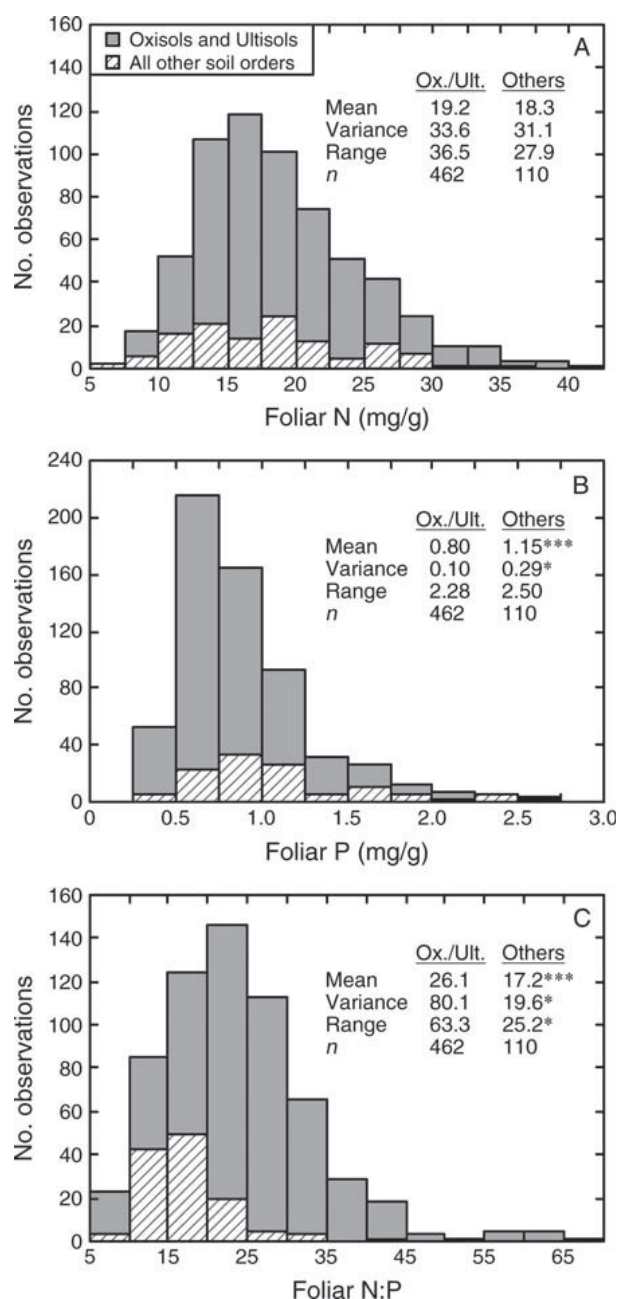 160
140
120
100
80
60
40
20
0
No. observations
Oxisols and Ultisols
All other soil orders
A
Ox./Ult. Others
Mean 19.2 18.3
Variance 33.6 31.1
Range 36.5 27.9
n 462 110
5 10 15 20 25 30 35 40
Foliar N (mg/g)
240
200
160
120
80
40
0
No. observations
B
Ox./Ult. Others
Mean 0.80 1.15***
Variance 0.10 0.29*
Range 2.28 2.50
n 462 110
0 0.5 1.0 1.5 2.0 2.5 3.0
Foliar P (mg/g)
160
140
120
100
80
60
40
20
0
No. observations
C
Ox./Ult. Others
Mean 26.1 17.2***
Variance 80.1 19.6*
Range 63.3 25.2*
n 462 110
5 15 25 35 45 55 65
Foliar N:P